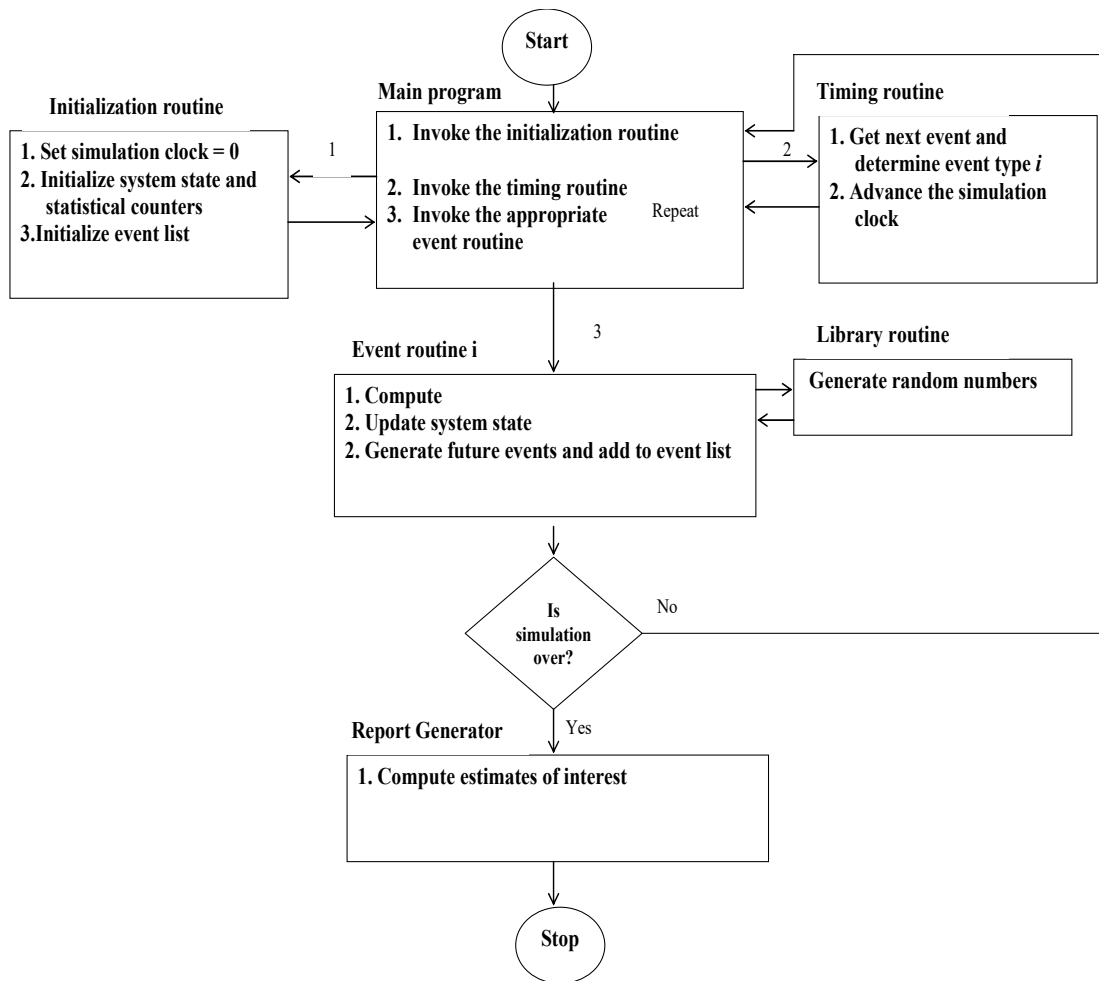 Start
Main program
1. Invoke the initialization routine
2. Invoke the timing routine
3. Invoke the appropriate
event routine
Repeat
Initialization routine
1. Set simulation clock = 0
2. Initialize system state and
statistical counters
3.Initialize event list
1
Timing routine
1. Get next event and
determine event type i
2. Advance the simulation
clock
2
3
Event routine i
1. Compute
2. Update system state
2. Generate future events and add to event list
Library routine
Generate random numbers
Is
simulation
over?
No
Yes
Report Generator
1. Compute estimates of interest
Stop